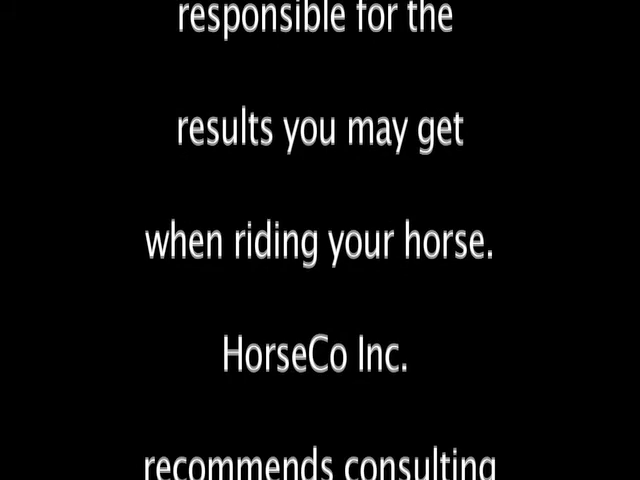 responsible for the
results you may get
when riding your horse.
HorseCo Inc.
recommends consulting